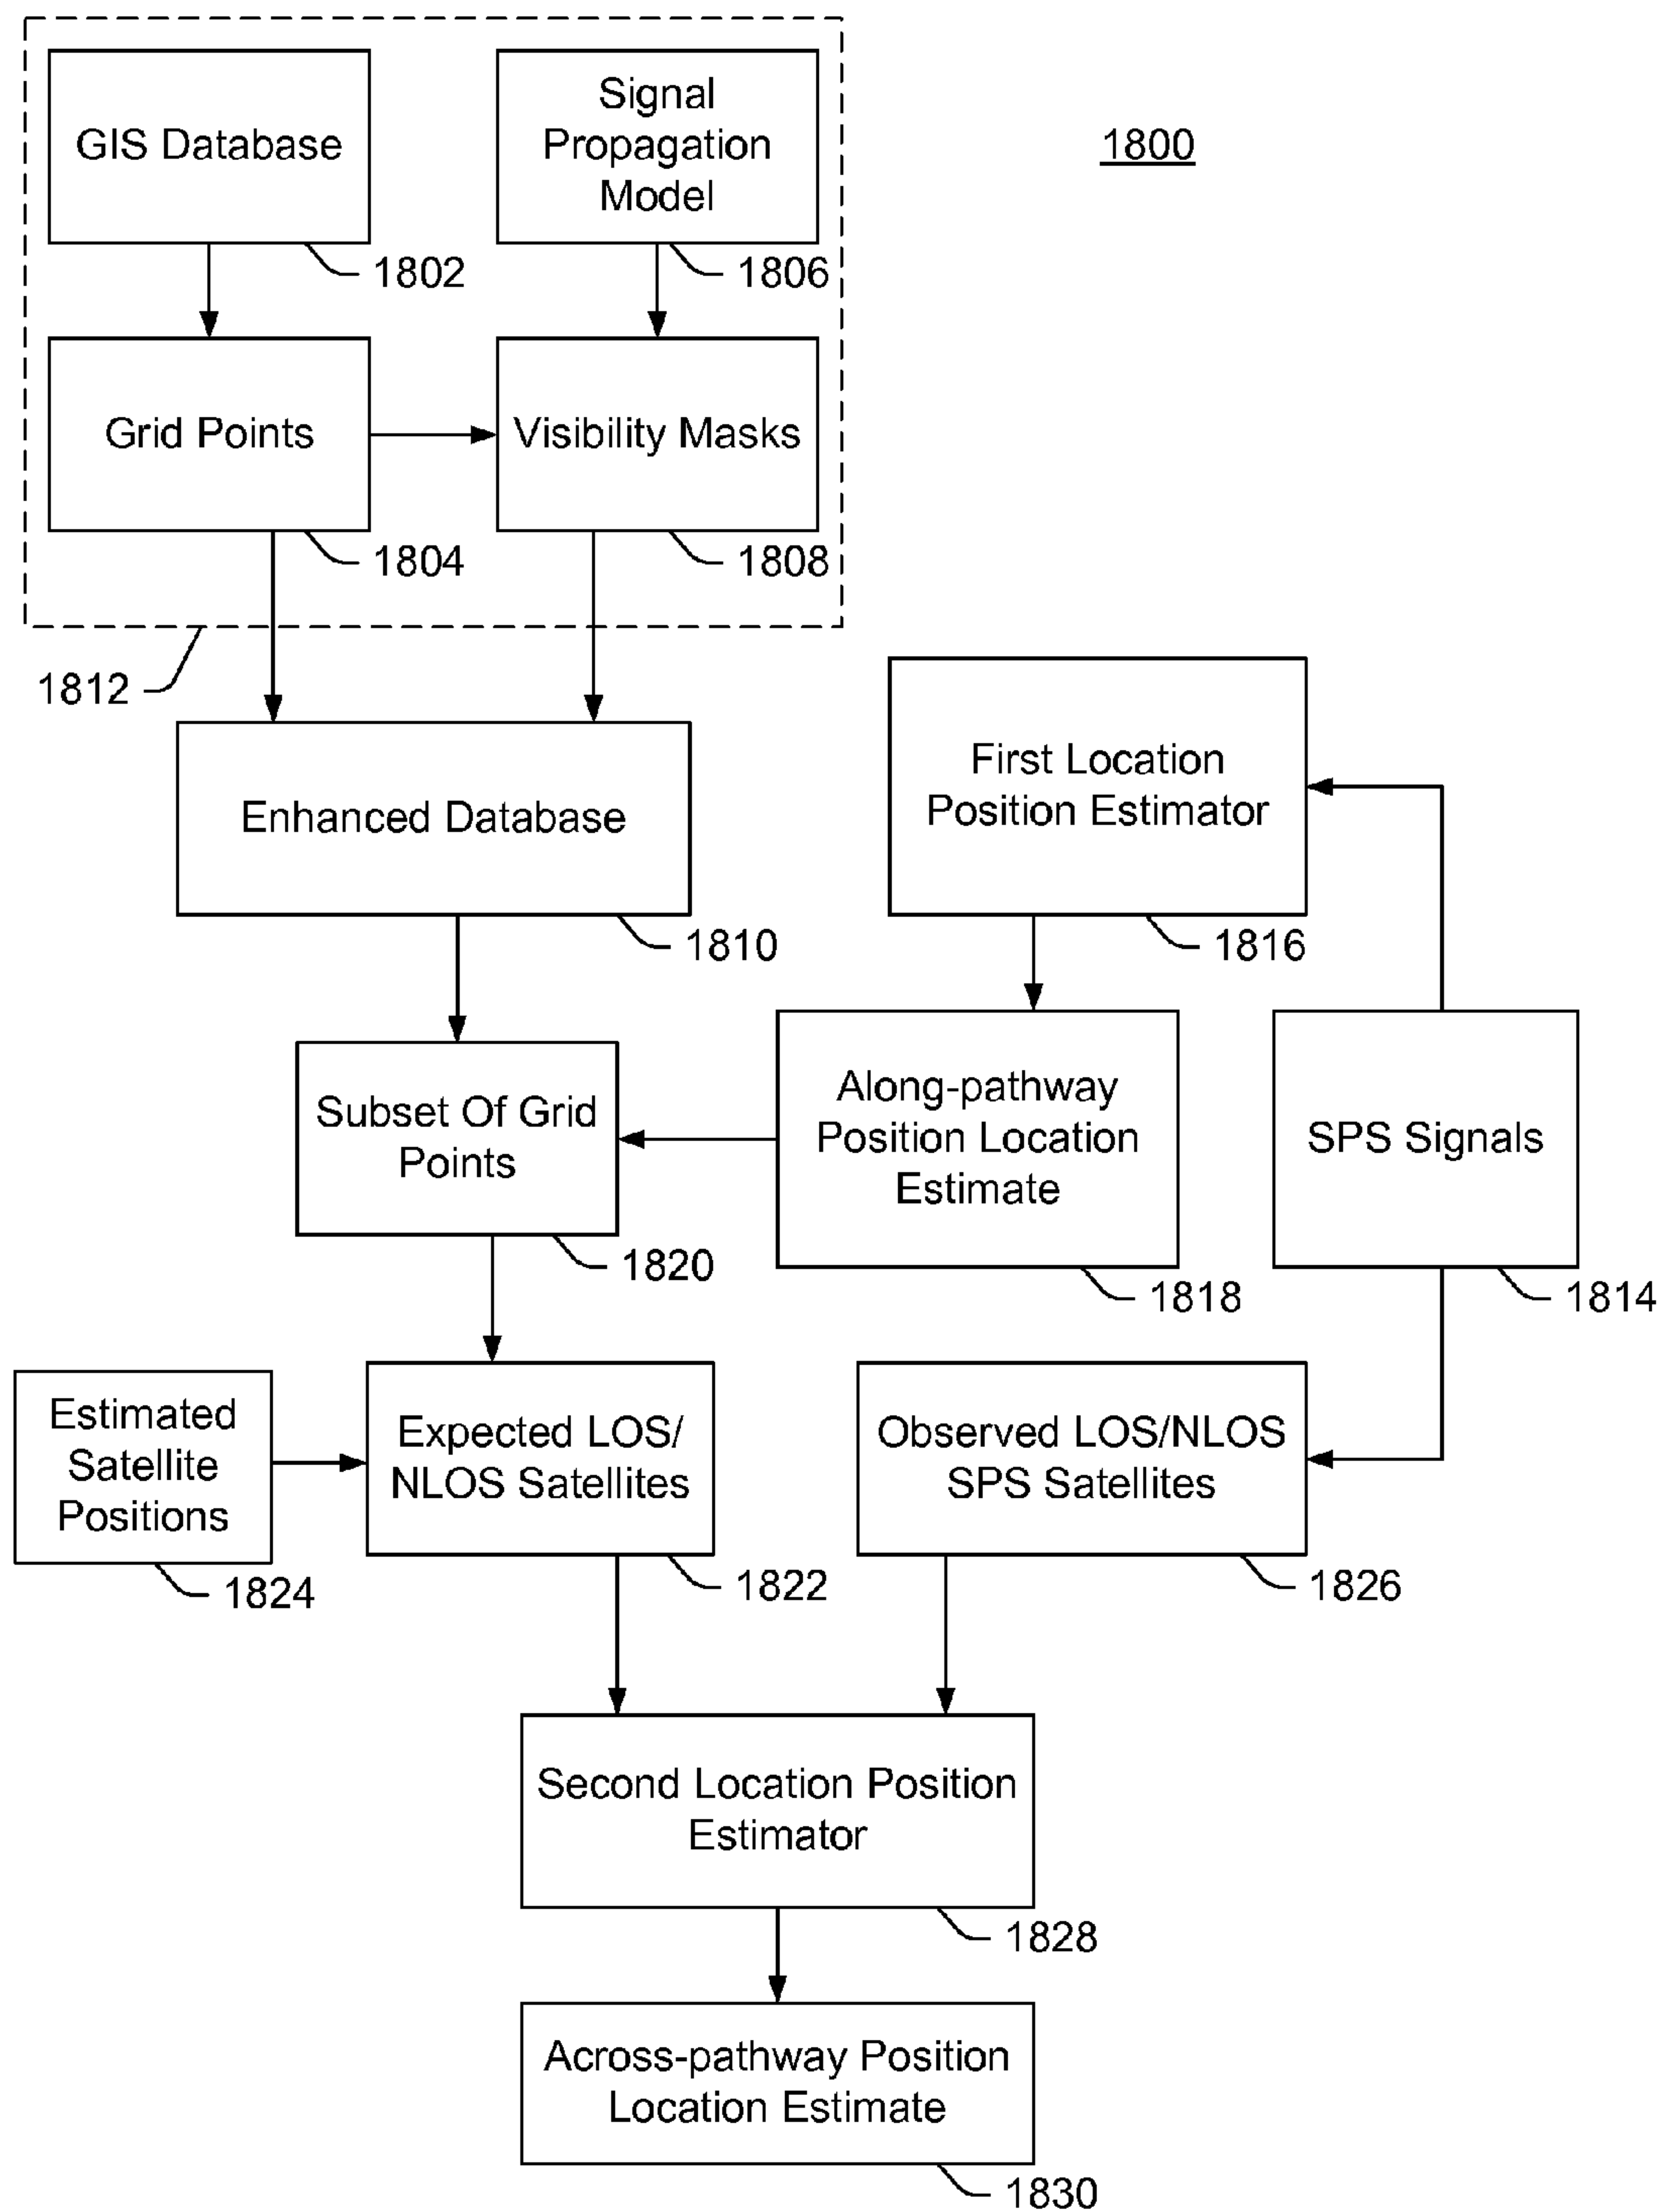 GIS Database
1802
Signal
Propagation
Model
1806
1800
Grid Points
1804
Visibility Masks
1808
1812
Enhanced Database
1810
First Location
Position Estimator
1816
Subset Of Grid
Points
1820
Along-pathway
Position Location
Estimate
1818
SPS Signals
1814
Estimated
Satellite
Positions
1824
Expected LOS/
NLOS Satellites
1822
Observed LOS/NLOS
SPS Satellites
1826
Second Location Position
Estimator
1828
Across-pathway Position
Location Estimate
1830